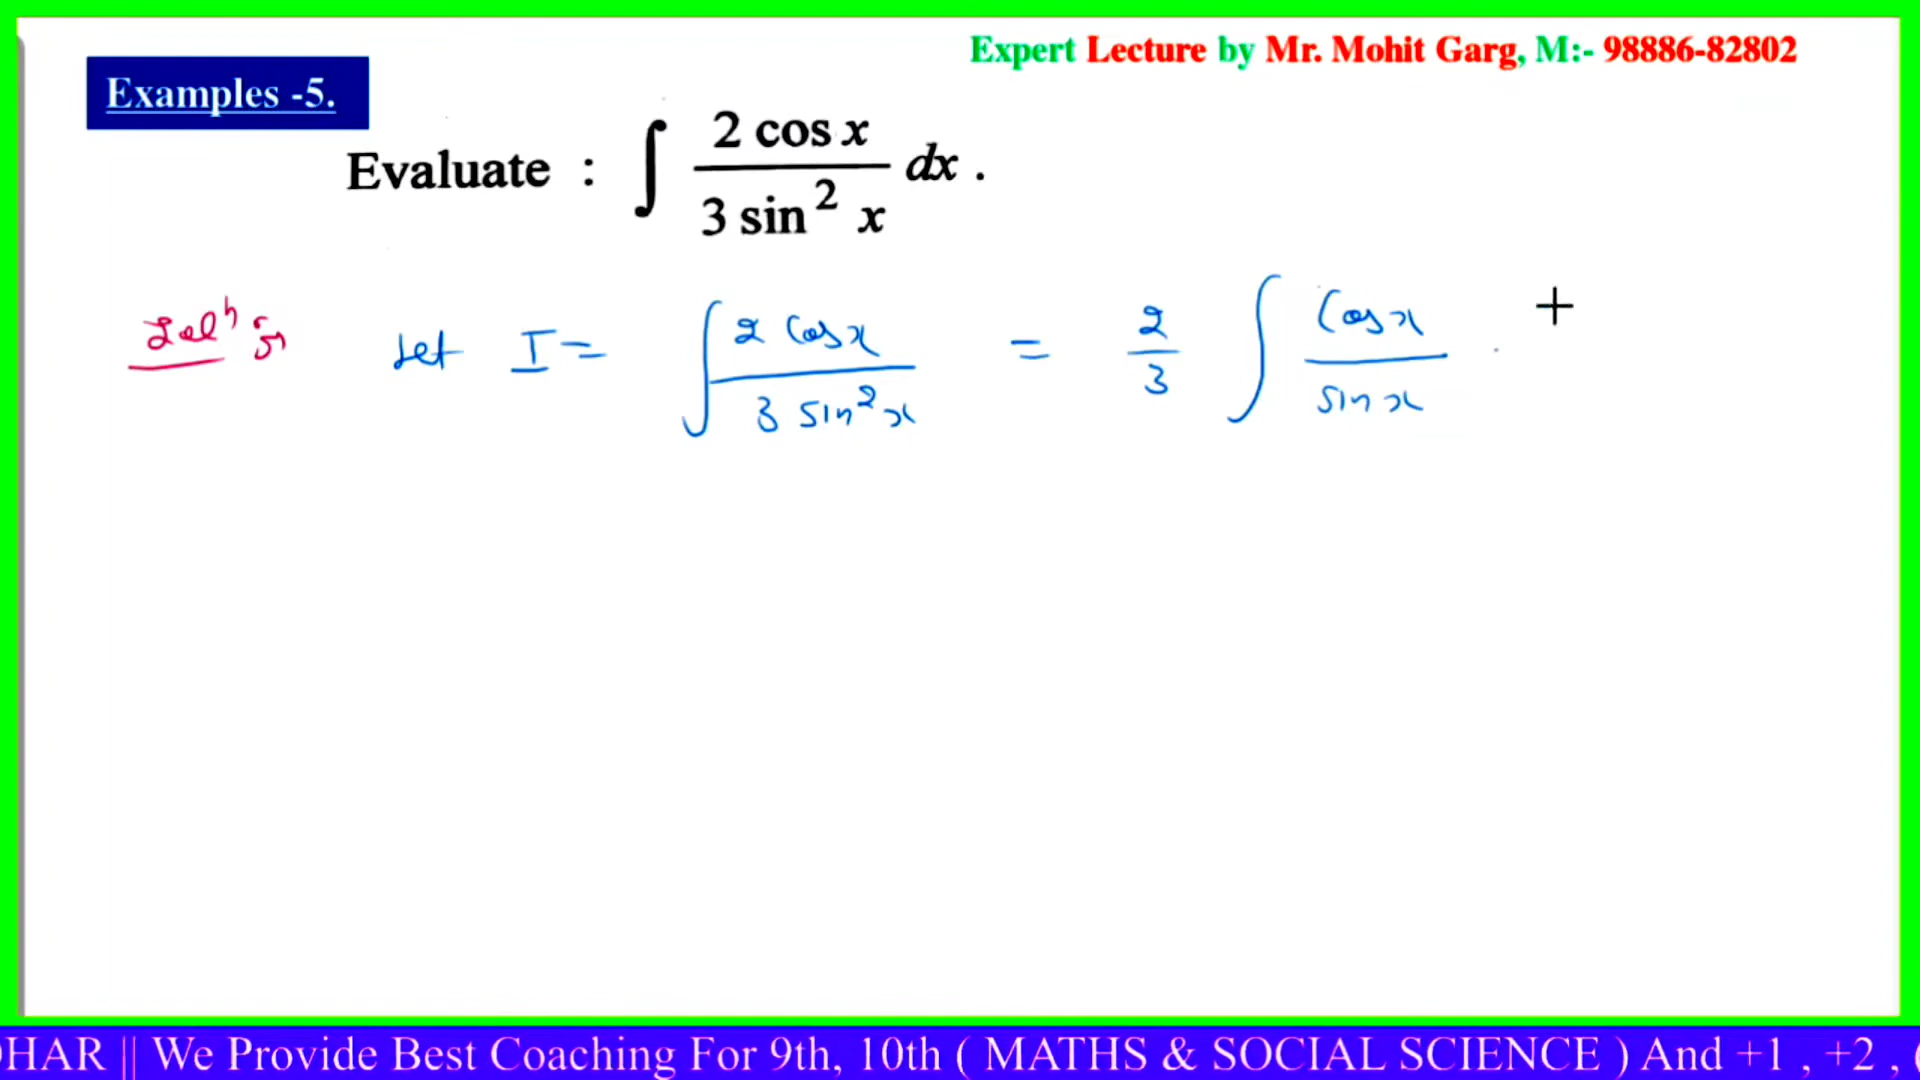 Expert Lecture by Mr. Mohit Garg, M:- 98886-82802
Examples -5.
Evaluate : ∫ (2 cos x)/(3 sin² x) dx .
Solⁿ :- Let I = ∫ (2 Cos x)/(3 sin² x) = 2/3 ∫ (Cos x)/(sin x)
DHAR || We Provide Best Coaching For 9th, 10th ( MATHS & SOCIAL SCIENCE ) And +1 , +2 , (